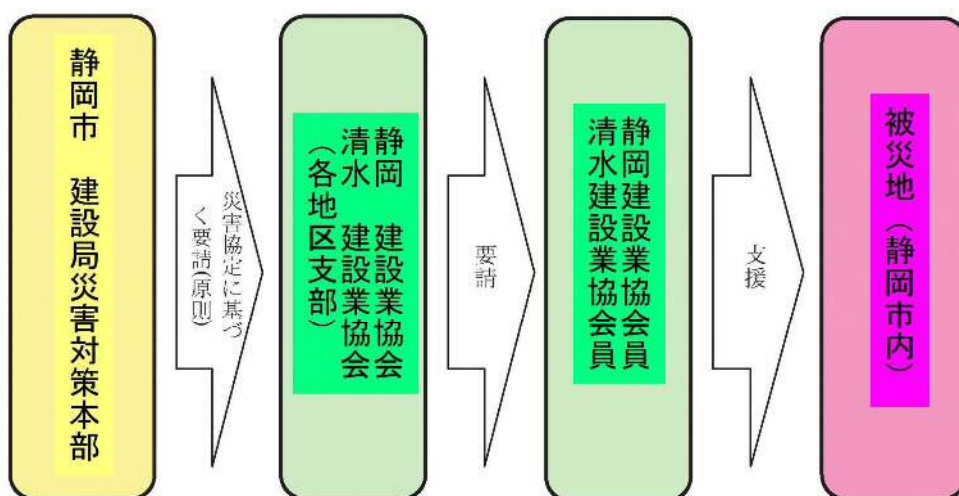 静岡市 建設局災害対策本部
災害協定に基づ
く要請(原則)
静岡 建設業協会
清水 建設業協会
（各地区支部）
要請
静岡建設業協会員
清水建設業協会員
支援
被災地（静岡市内）